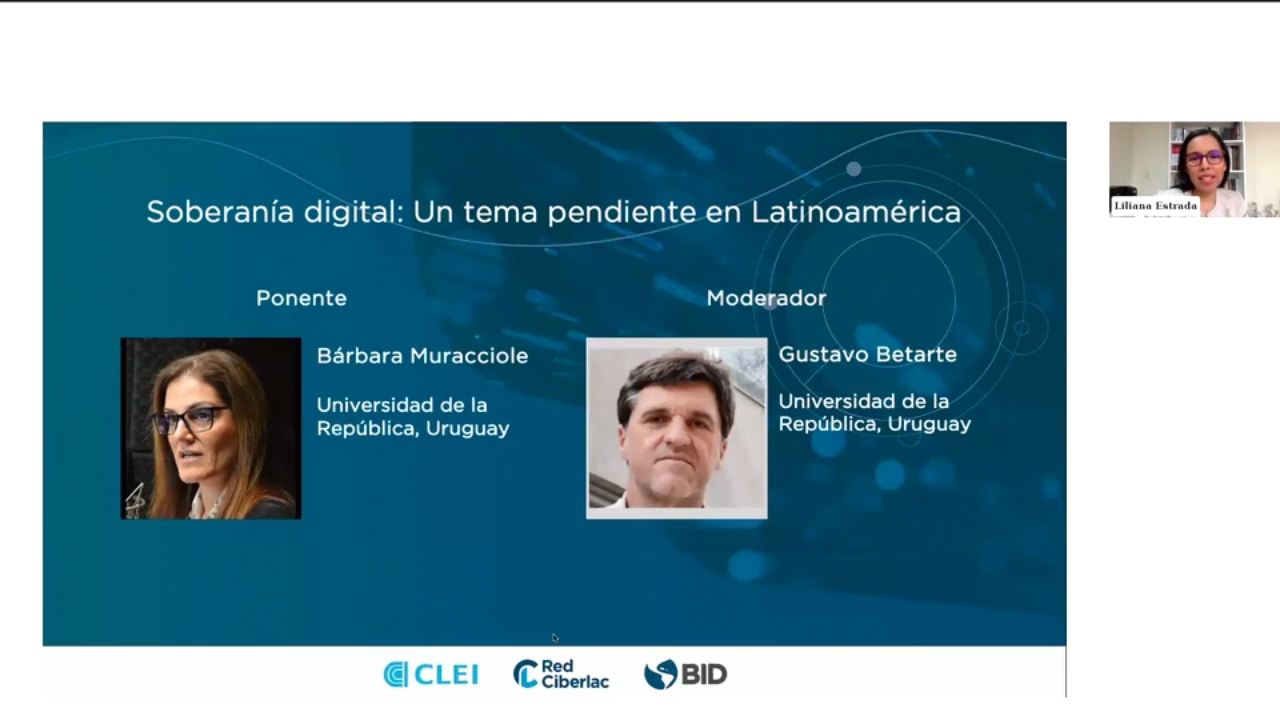 Soberanía digital: Un tema pendiente en Latinoamérica
Ponente
Bárbara Muracciole
Universidad de la
República, Uruguay
Moderador
Gustavo Betarte
Universidad de la
República, Uruguay
Liliana Estrada
CLEI
Red
Ciberlac
BID